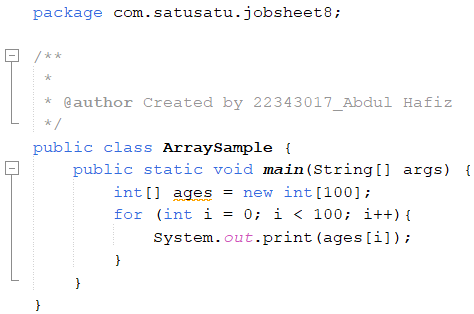 package com.satusatu.jobsheet8;
/**
 *
 * @author Created by 22343017_Abdul Hafiz
 */
public class ArraySample {
    public static void main(String[] args) {
        int[] ages = new int[100];
        for (int i = 0; i < 100; i++){
            System.out.print(ages[i]);
        }
    }
}